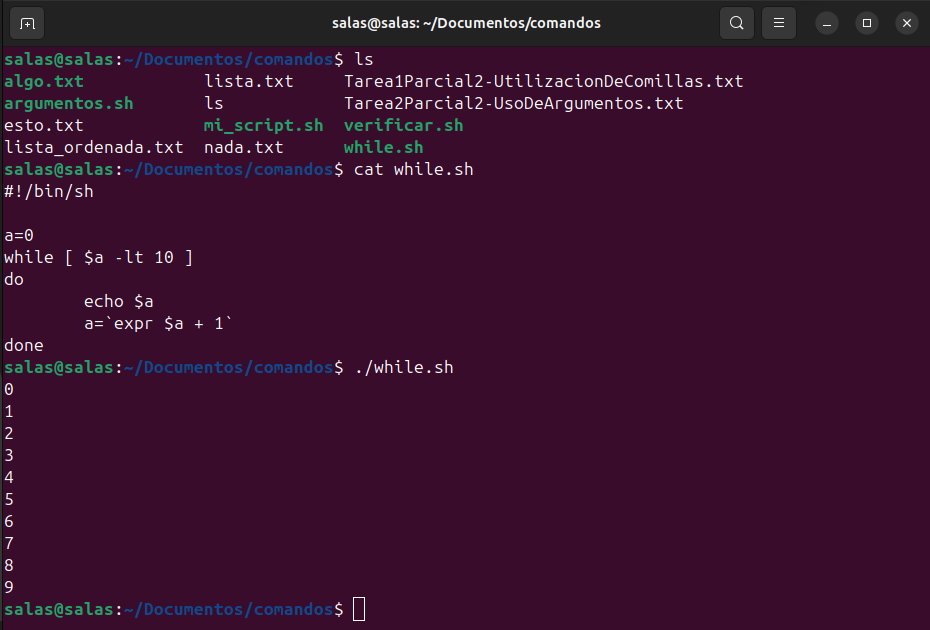 salas@salas: ~/Documentos/comandos
salas@salas:~/Documentos/comandos$ ls
algo.txt            lista.txt     Tarea1Parcial2-UtilizacionDeComillas.txt
argumentos.sh       ls            Tarea2Parcial2-UsoDeArgumentos.txt
esto.txt            mi_script.sh  verificar.sh
lista_ordenada.txt  nada.txt      while.sh
salas@salas:~/Documentos/comandos$ cat while.sh
#!/bin/sh

a=0
while [ $a -lt 10 ]
do
        echo $a
        a=`expr $a + 1`
done
salas@salas:~/Documentos/comandos$ ./while.sh
0
1
2
3
4
5
6
7
8
9
salas@salas:~/Documentos/comandos$